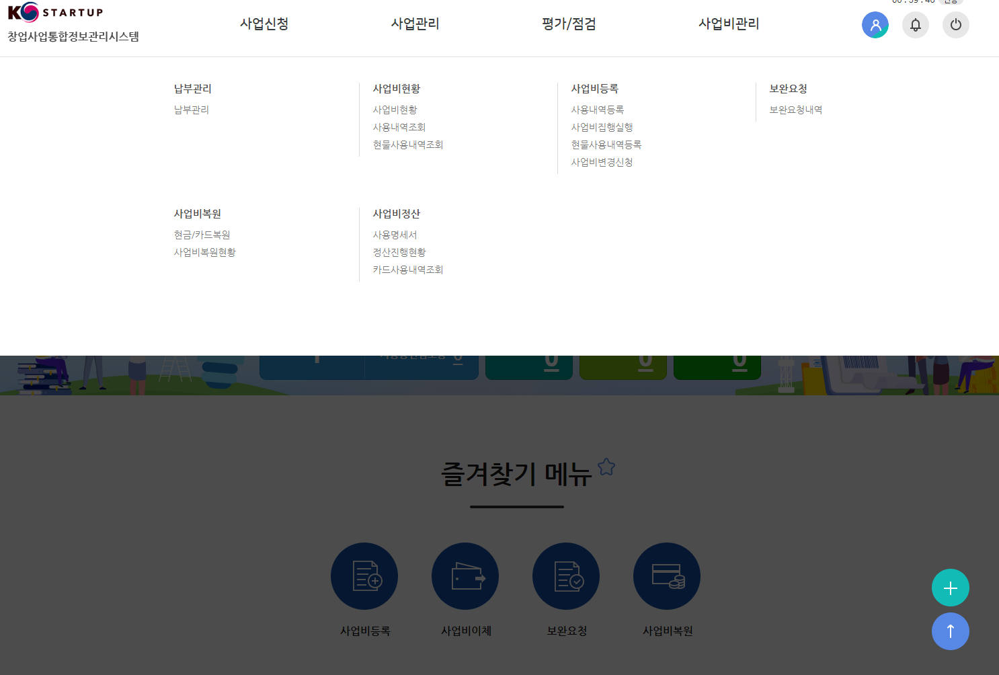 K STARTUP
창업사업통합정보관리시스템
사업신청
사업관리
평가/점검
사업비관리
납부관리
납부관리
사업비현황
사업비현황
사용내역조회
현물사용내역조회
사업비등록
사용내역등록
사업비집행실행
현물사용내역등록
사업비변경신청
보완요청
보완요청내역
사업비복원
현금/카드복원
사업비복원현황
사업비정산
사용명세서
정산진행현황
카드사용내역조회
0
0
0
0
즐겨찾기 메뉴
사업비등록
사업비이체
보완요청
사업비복원